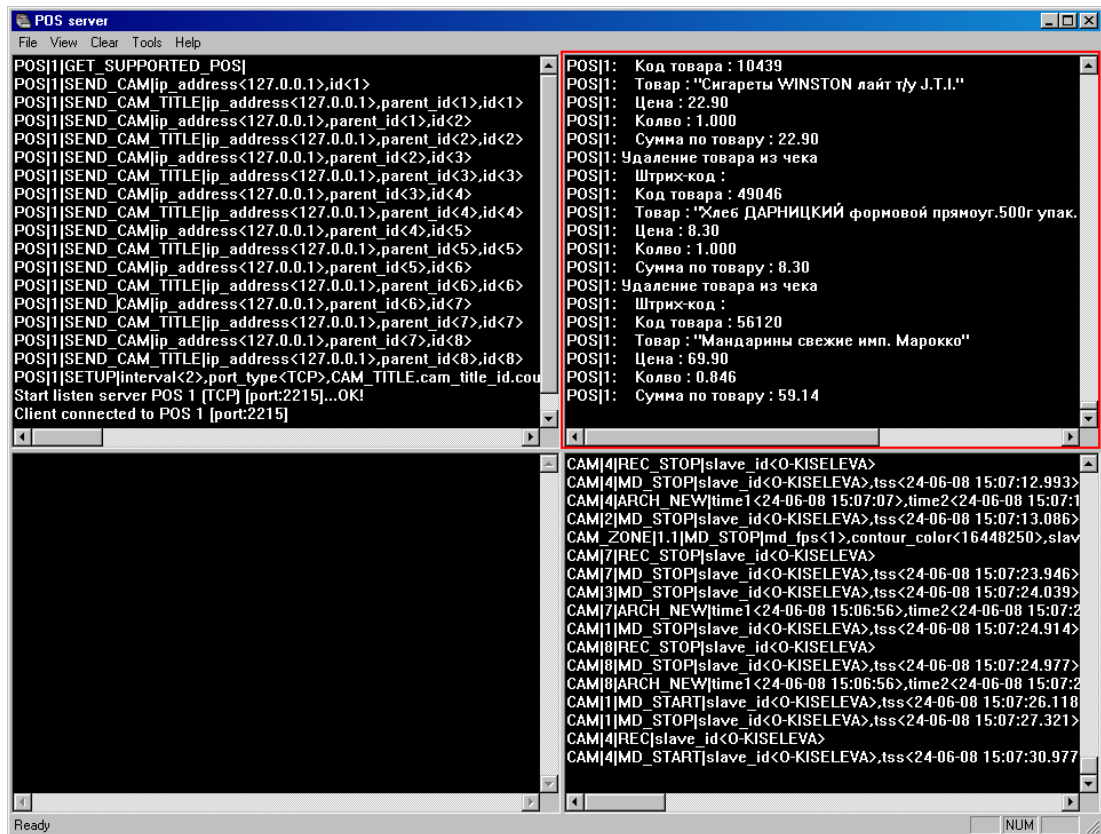 POS server
File View Clear Tools Help
POS|1|GET_SUPPORTED_POS|
POS|1|SEND_CAM|ip_address<127.0.0.1>,id<1>
POS|1|SEND_CAM_TITLE|ip_address<127.0.0.1>,parent_id<1>,id<1>
POS|1|SEND_CAM|ip_address<127.0.0.1>,parent_id<1>,id<2>
POS|1|SEND_CAM_TITLE|ip_address<127.0.0.1>,parent_id<2>,id<2>
POS|1|SEND_CAM|ip_address<127.0.0.1>,parent_id<2>,id<3>
POS|1|SEND_CAM_TITLE|ip_address<127.0.0.1>,parent_id<3>,id<3>
POS|1|SEND_CAM|ip_address<127.0.0.1>,parent_id<3>,id<4>
POS|1|SEND_CAM_TITLE|ip_address<127.0.0.1>,parent_id<4>,id<4>
POS|1|SEND_CAM|ip_address<127.0.0.1>,parent_id<4>,id<5>
POS|1|SEND_CAM_TITLE|ip_address<127.0.0.1>,parent_id<5>,id<5>
POS|1|SEND_CAM|ip_address<127.0.0.1>,parent_id<5>,id<6>
POS|1|SEND_CAM_TITLE|ip_address<127.0.0.1>,parent_id<6>,id<6>
POS|1|SEND_CAM|ip_address<127.0.0.1>,parent_id<6>,id<7>
POS|1|SEND_CAM_TITLE|ip_address<127.0.0.1>,parent_id<7>,id<7>
POS|1|SEND_CAM|ip_address<127.0.0.1>,parent_id<7>,id<8>
POS|1|SEND_CAM_TITLE|ip_address<127.0.0.1>,parent_id<8>,id<8>
POS|1|SETUP|interval<2>,port_type<TCP>,CAM_TITLE.cam_title_id.cou
Start listen server POS 1 (TCP) [port:2215]...OK!
Client connected to POS 1 [port:2215]
POS|1: Код товара : 10439
POS|1: Товар : "Сигареты WINSTON лайт т/у J.T.I."
POS|1: Цена : 22.90
POS|1: Колво : 1.000
POS|1: Сумма по товару : 22.90
POS|1: Удаление товара из чека
POS|1: Штрих-код :
POS|1: Код товара : 49046
POS|1: Товар : "Хлеб ДАРНИЦКИЙ формовой прямоуг.500г упак.
POS|1: Цена : 8.30
POS|1: Колво : 1.000
POS|1: Сумма по товару : 8.30
POS|1: Удаление товара из чека
POS|1: Штрих-код :
POS|1: Код товара : 56120
POS|1: Товар : "Мандарины свежие имп. Марокко"
POS|1: Цена : 69.90
POS|1: Колво : 0.846
POS|1: Сумма по товару : 59.14
CAM|4|REC_STOP|slave_id<O-KISELEVA>
CAM|4|MD_STOP|slave_id<O-KISELEVA>,tss<24-06-08 15:07:12.993>
CAM|4|ARCH_NEW|time1<24-06-08 15:07:07>,time2<24-06-08 15:07:1
CAM|2|MD_STOP|slave_id<O-KISELEVA>,tss<24-06-08 15:07:13.086>
CAM_ZONE|1.1|MD_STOP|md_fps<1>,contour_color<16448250>,slav
CAM|7|REC_STOP|slave_id<O-KISELEVA>
CAM|7|MD_STOP|slave_id<O-KISELEVA>,tss<24-06-08 15:07:23.946>
CAM|3|MD_STOP|slave_id<O-KISELEVA>,tss<24-06-08 15:07:24.039>
CAM|7|ARCH_NEW|time1<24-06-08 15:06:56>,time2<24-06-08 15:07:2
CAM|1|MD_STOP|slave_id<O-KISELEVA>,tss<24-06-08 15:07:24.914>
CAM|8|REC_STOP|slave_id<O-KISELEVA>
CAM|8|MD_STOP|slave_id<O-KISELEVA>,tss<24-06-08 15:07:24.977>
CAM|8|ARCH_NEW|time1<24-06-08 15:06:56>,time2<24-06-08 15:07:2
CAM|1|MD_START|slave_id<O-KISELEVA>,tss<24-06-08 15:07:26.118
CAM|1|MD_STOP|slave_id<O-KISELEVA>,tss<24-06-08 15:07:27.321>
CAM|4|REC|slave_id<O-KISELEVA>
CAM|4|MD_START|slave_id<O-KISELEVA>,tss<24-06-08 15:07:30.977
Ready
NUM